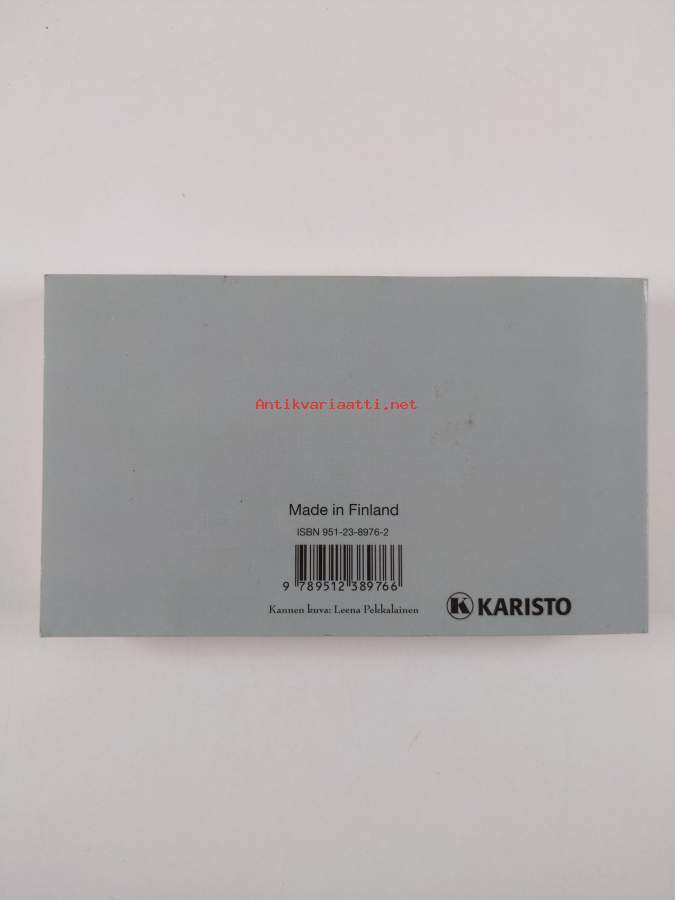 Antikvariaatti.net
Made in Finland
ISBN 951-23-8976-2
9 789512 389766
Kannen kuva: Leena Pekkalainen
K KARISTO